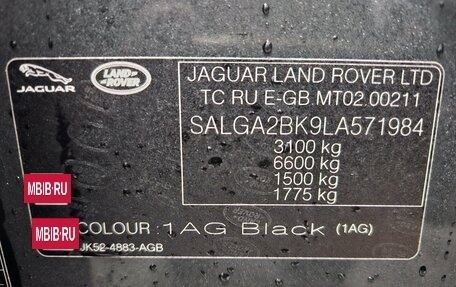 JAGUAR
LAND ROVER
JAGUAR LAND ROVER LTD
TC RU E-GB.MT02.00211
SALGA2BK9LA571984
3100 kg
6600 kg
1500 kg
1775 kg
MBIB.RU
MBIB.RU
COLOUR : 1AG Black (1AG)
JK52-4883-AGB